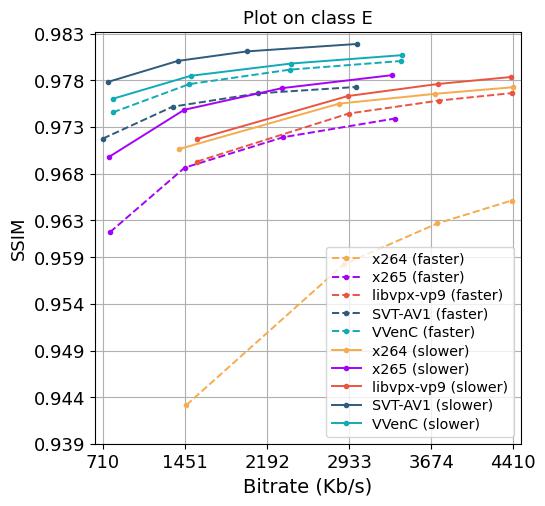 Plot on class E
SSIM
0.983
0.978
0.973
0.968
0.963
0.959
0.954
0.949
0.944
0.939
x264 (faster)
x265 (faster)
libvpx-vp9 (faster)
SVT-AV1 (faster)
VVenC (faster)
x264 (slower)
x265 (slower)
libvpx-vp9 (slower)
SVT-AV1 (slower)
VVenC (slower)
710 1451 2192 2933 3674 4410
Bitrate (Kb/s)